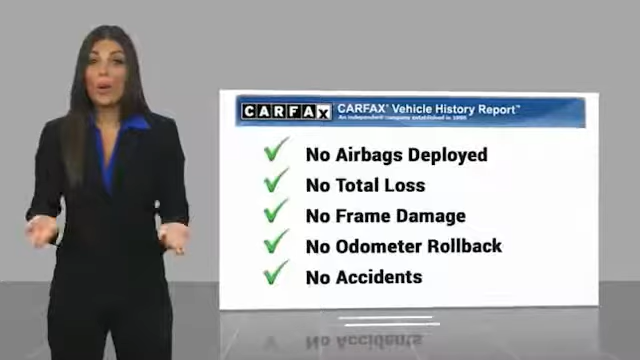 CARFAX CARFAX® Vehicle History Report™
An independent company established in 1986
No Airbags Deployed
No Total Loss
No Frame Damage
No Odometer Rollback
No Accidents